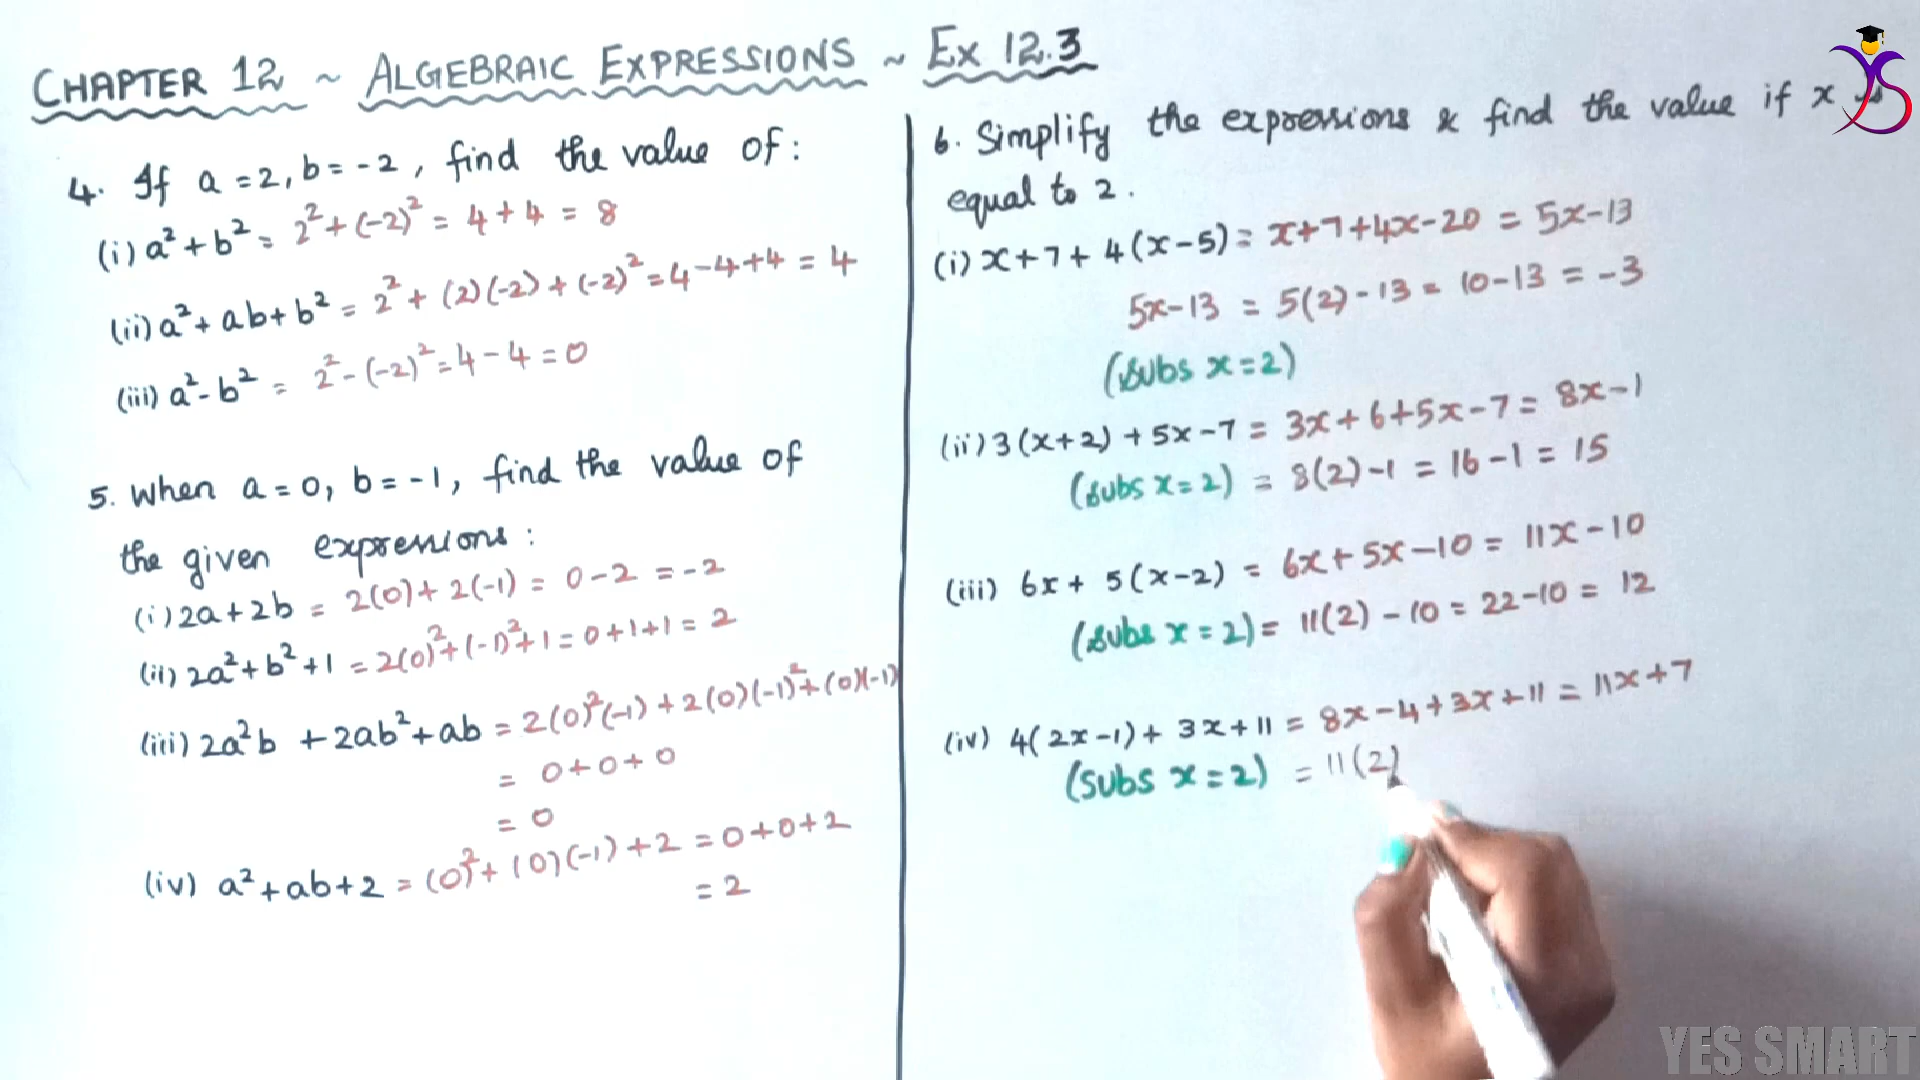 CHAPTER 12 ~ ALGEBRAIC EXPRESSIONS ~ Ex 12.3
4. If a = 2, b = -2, find the value of:
(i) a² + b² = 2² + (-2)² = 4 + 4 = 8
(ii) a² + ab + b² = 2² + (2)(-2) + (-2)² = 4 - 4 + 4 = 4
(iii) a² - b² = 2² - (-2)² = 4 - 4 = 0
5. When a = 0, b = -1, find the value of
the given expressions:
(i) 2a + 2b = 2(0) + 2(-1) = 0 - 2 = -2
(ii) 2a² + b² + 1 = 2(0)² + (-1)² + 1 = 0 + 1 + 1 = 2
(iii) 2a²b + 2ab² + ab = 2(0)²(-1) + 2(0)(-1)² + (0)(-1)
= 0 + 0 + 0
= 0
(iv) a² + ab + 2 = (0)² + (0)(-1) + 2 = 0 + 0 + 2
= 2
6. Simplify the expressions & find the value if x
equal to 2.
(i) x + 7 + 4(x - 5) = x + 7 + 4x - 20 = 5x - 13
5x - 13 = 5(2) - 13 = 10 - 13 = -3
(subs x = 2)
(ii) 3(x + 2) + 5x - 7 = 3x + 6 + 5x - 7 = 8x - 1
(subs x = 2) = 8(2) - 1 = 16 - 1 = 15
(iii) 6x + 5(x - 2) = 6x + 5x - 10 = 11x - 10
(subs x = 2) = 11(2) - 10 = 22 - 10 = 12
(iv) 4(2x - 1) + 3x + 11 = 8x - 4 + 3x + 11 = 11x + 7
(subs x = 2) = 11(2)
YES SMART